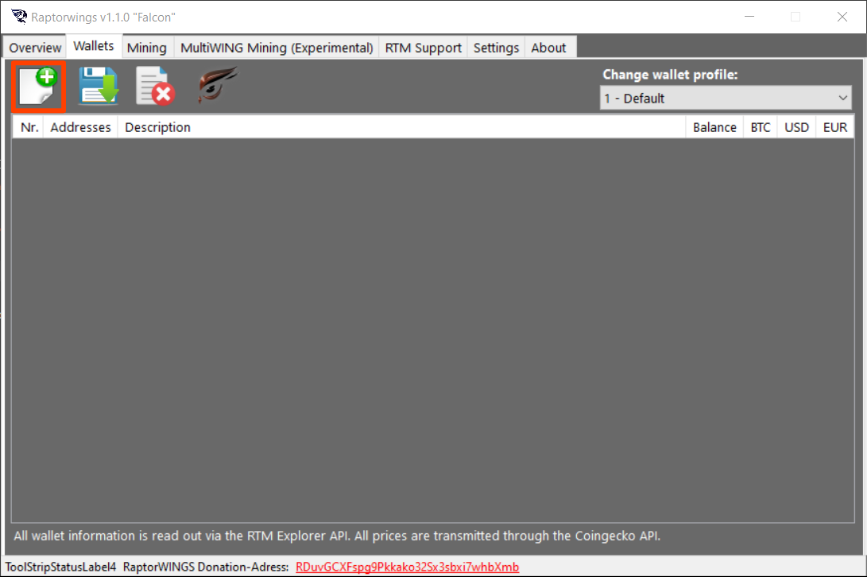 Raptorwings v1.1.0 "Falcon"
Overview Wallets Mining MultiWING Mining (Experimental) RTM Support Settings About
Change wallet profile:
1 - Default
Nr. Addresses Description Balance BTC USD EUR
All wallet information is read out via the RTM Explorer API. All prices are transmitted through the Coingecko API.
ToolStripStatusLabel4 RaptorWINGS Donation-Adress: RDuvGCXFspg9Pkkako32Sx3sbxi7whbXmb